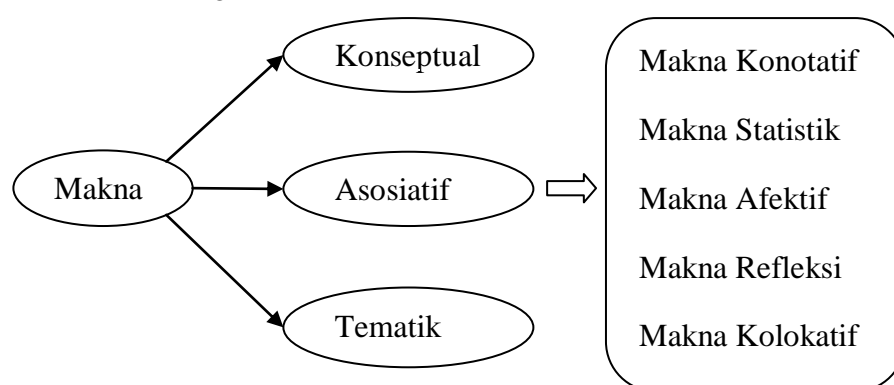 Makna
Konseptual
Asosiatif
Tematik
Makna Konotatif
Makna Statistik
Makna Afektif
Makna Refleksi
Makna Kolokatif